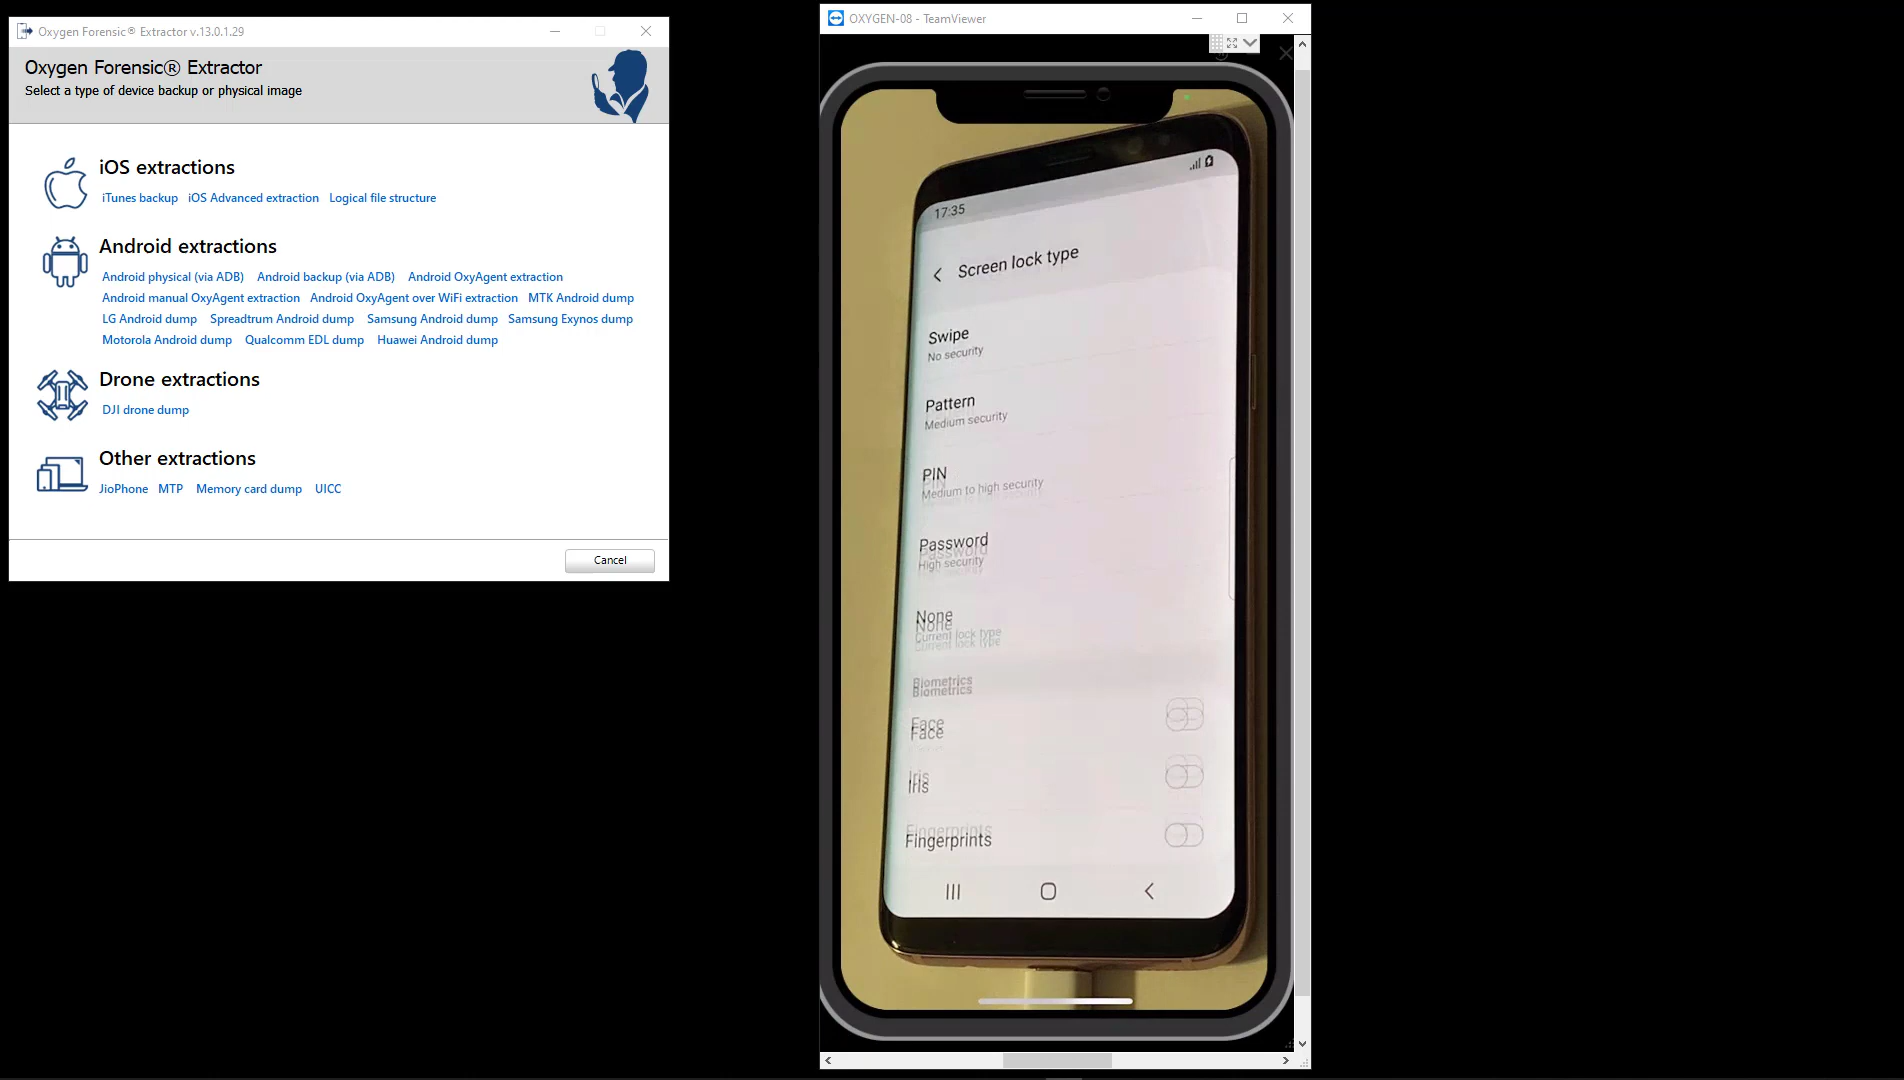 Oxygen Forensic® Extractor v.13.0.1.29
Oxygen Forensic® Extractor
Select a type of device backup or physical image
iOS extractions
iTunes backup iOS Advanced extraction Logical file structure
Android extractions
Android physical (via ADB) Android backup (via ADB) Android OxyAgent extraction
Android manual OxyAgent extraction Android OxyAgent over WiFi extraction MTK Android dump
LG Android dump Spreadtrum Android dump Samsung Android dump Samsung Exynos dump
Motorola Android dump Qualcomm EDL dump Huawei Android dump
Drone extractions
DJI drone dump
Other extractions
JioPhone MTP Memory card dump UICC
Cancel
OXYGEN-08 - TeamViewer
17:35
Screen lock type
Swipe
No security
Pattern
Medium security
PIN
Medium to high security
Password
High security
None
Current lock type
Biometrics
Face
Iris
Fingerprints